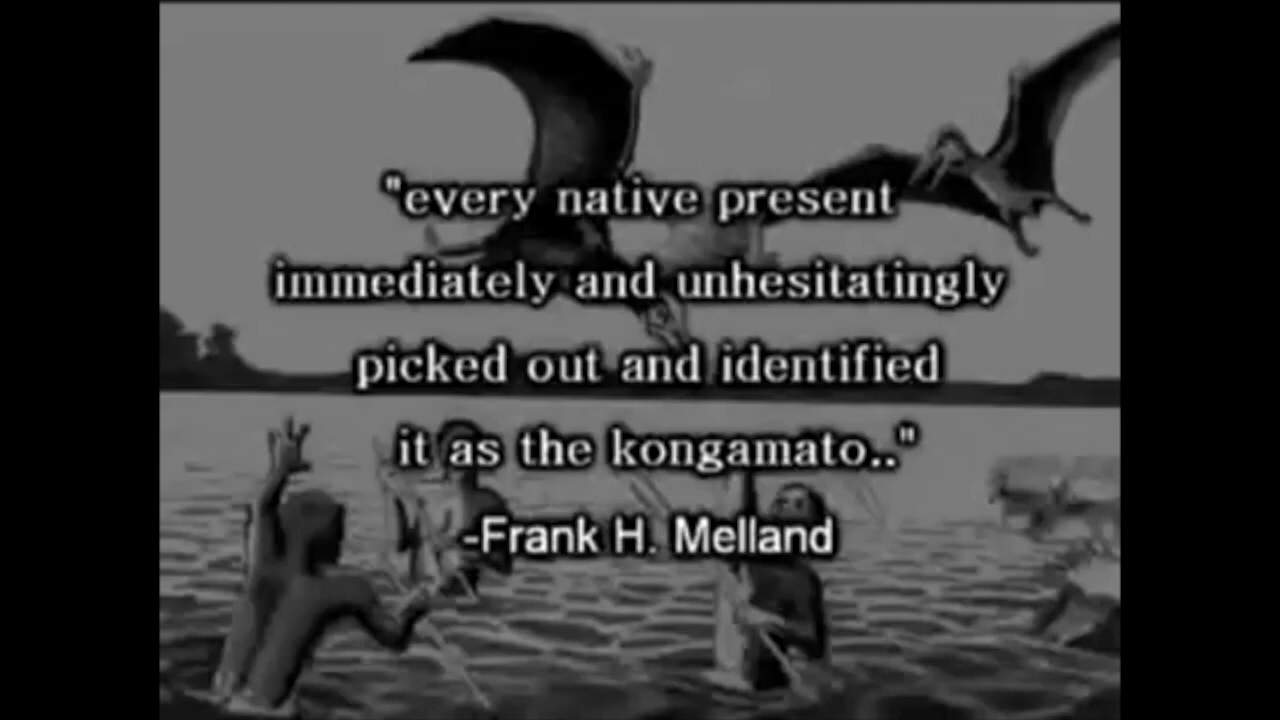 "every native present
immediately and unhesitatingly
picked out and identified
it as the kongamato.."
-Frank H. Melland